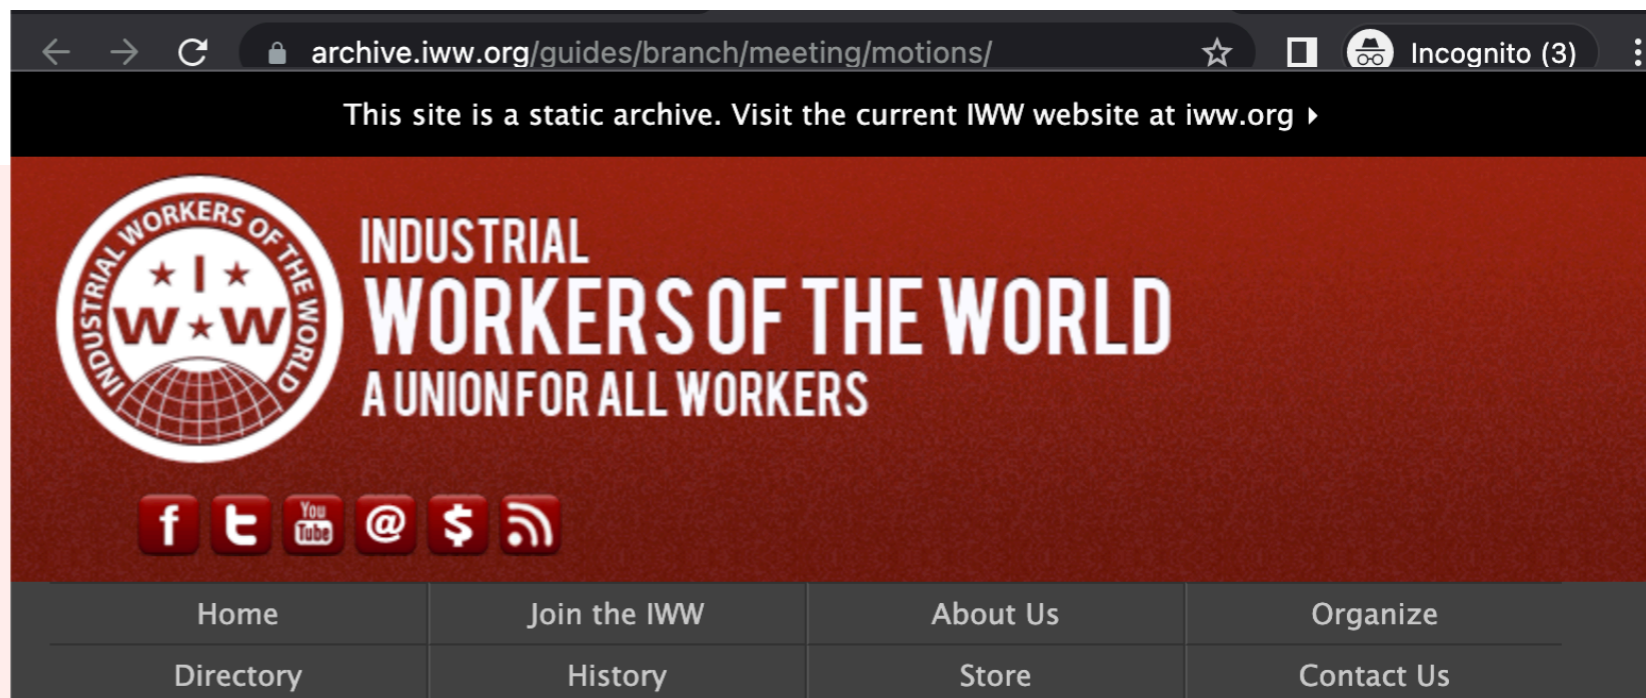 archive.iww.org/guides/branch/meeting/motions/ Incognito (3)
This site is a static archive. Visit the current IWW website at iww.org
INDUSTRIAL WORKERS OF THE WORLD
I
W W
INDUSTRIAL
WORKERS OF THE WORLD
A UNION FOR ALL WORKERS
f t You Tube @ $
Home Join the IWW About Us Organize
Directory History Store Contact Us